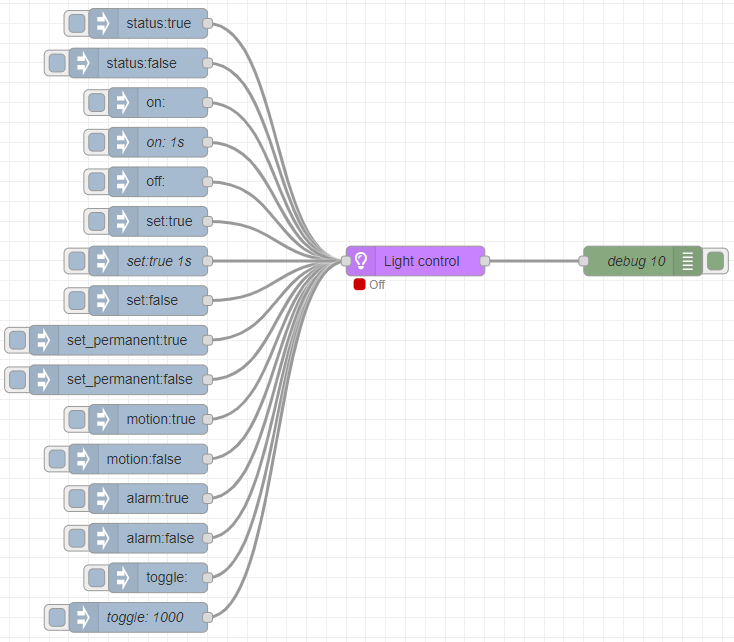 status:true
status:false
on:
on: 1s
off:
set:true
set:true 1s
set:false
set_permanent:true
set_permanent:false
motion:true
motion:false
alarm:true
alarm:false
toggle:
toggle: 1000
Light control
Off
debug 10